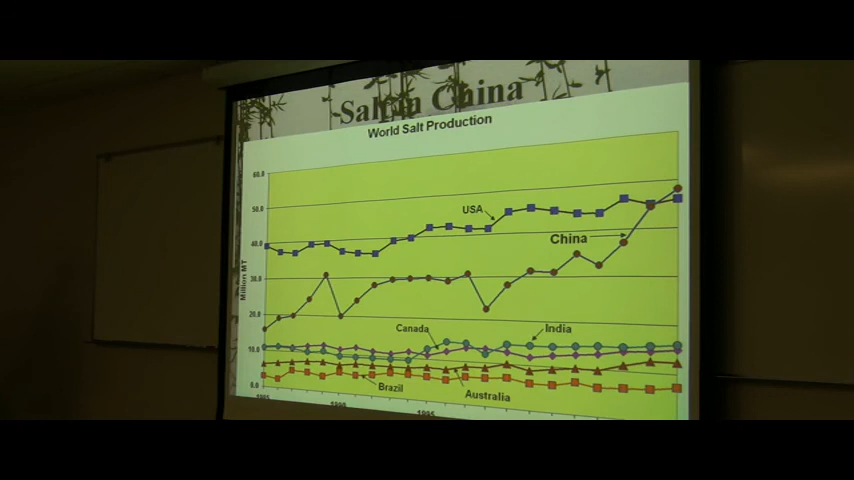 Salt in China
World Salt Production
60.0
50.0
40.0
30.0
20.0
10.0
0.0
Million MT
USA
China
Canada
India
Brazil
Australia
1995